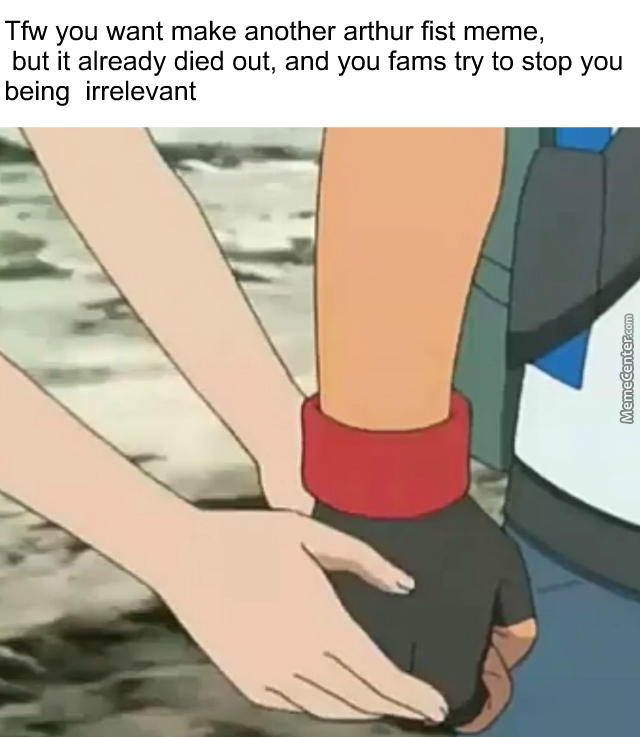 Tfw you want make another arthur fist meme,
but it already died out, and you fams try to stop you
being  irrelevant
MemeCenter.com